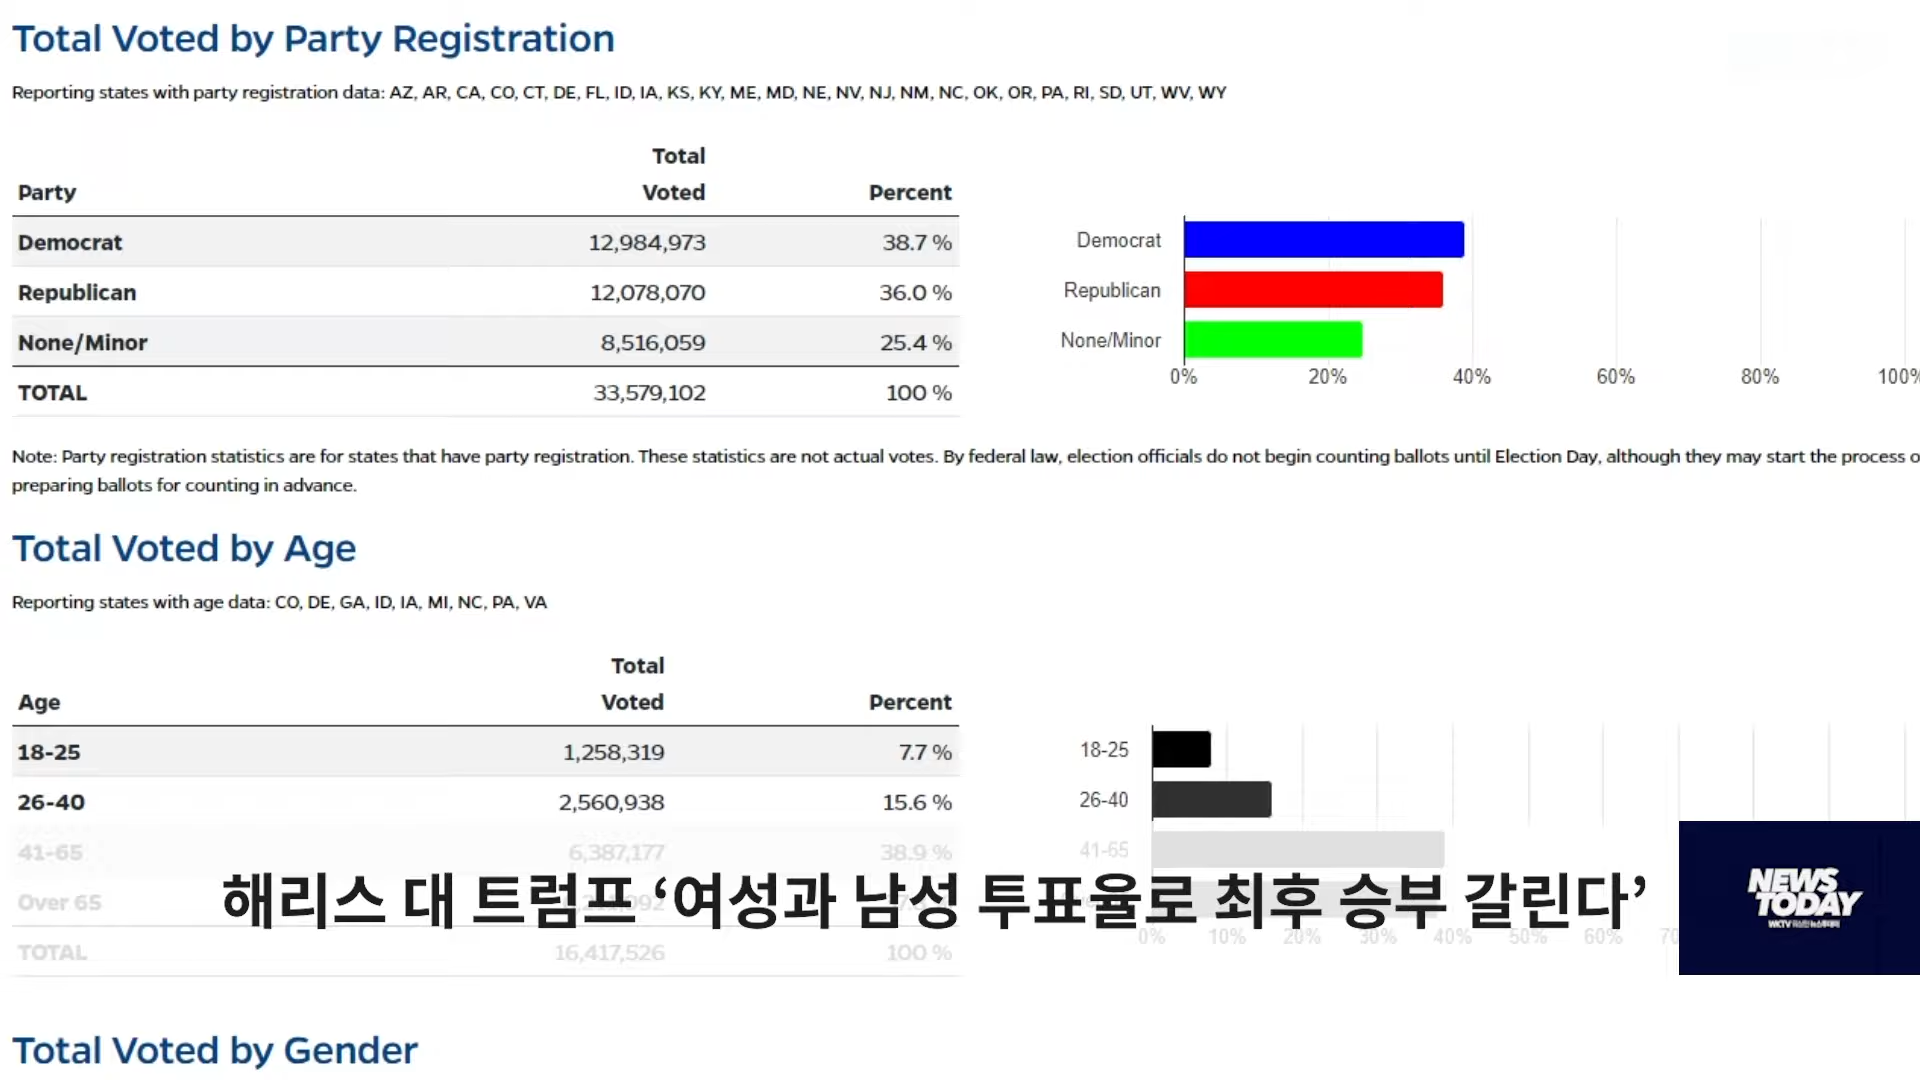 Total Voted by Party Registration
Reporting states with party registration data: AZ, AR, CA, CO, CT, DE, FL, ID, IA, KS, KY, ME, MD, NE, NV, NJ, NM, NC, OK, OR, PA, RI, SD, UT, WV, WY
Party Total Voted Percent
Democrat 12,984,973 38.7 %
Republican 12,078,070 36.0 %
None/Minor 8,516,059 25.4 %
TOTAL 33,579,102 100 %
Democrat
Republican
None/Minor
0% 20% 40% 60% 80% 100%
Note: Party registration statistics are for states that have party registration. These statistics are not actual votes. By federal law, election officials do not begin counting ballots until Election Day, although they may start the process o
preparing ballots for counting in advance.
Total Voted by Age
Reporting states with age data: CO, DE, GA, ID, IA, MI, NC, PA, VA
Age Total Voted Percent
18-25 1,258,319 7.7 %
26-40 2,560,938 15.6 %
41-65 6,387,177 38.9 %
Over 65
TOTAL 16,417,526 100 %
18-25
26-40
41-65
0% 10% 20% 30% 40% 50% 60%
해리스 대 트럼프 ‘여성과 남성 투표율로 최후 승부 갈린다’
NEWS
TODAY
WKTV
Total Voted by Gender